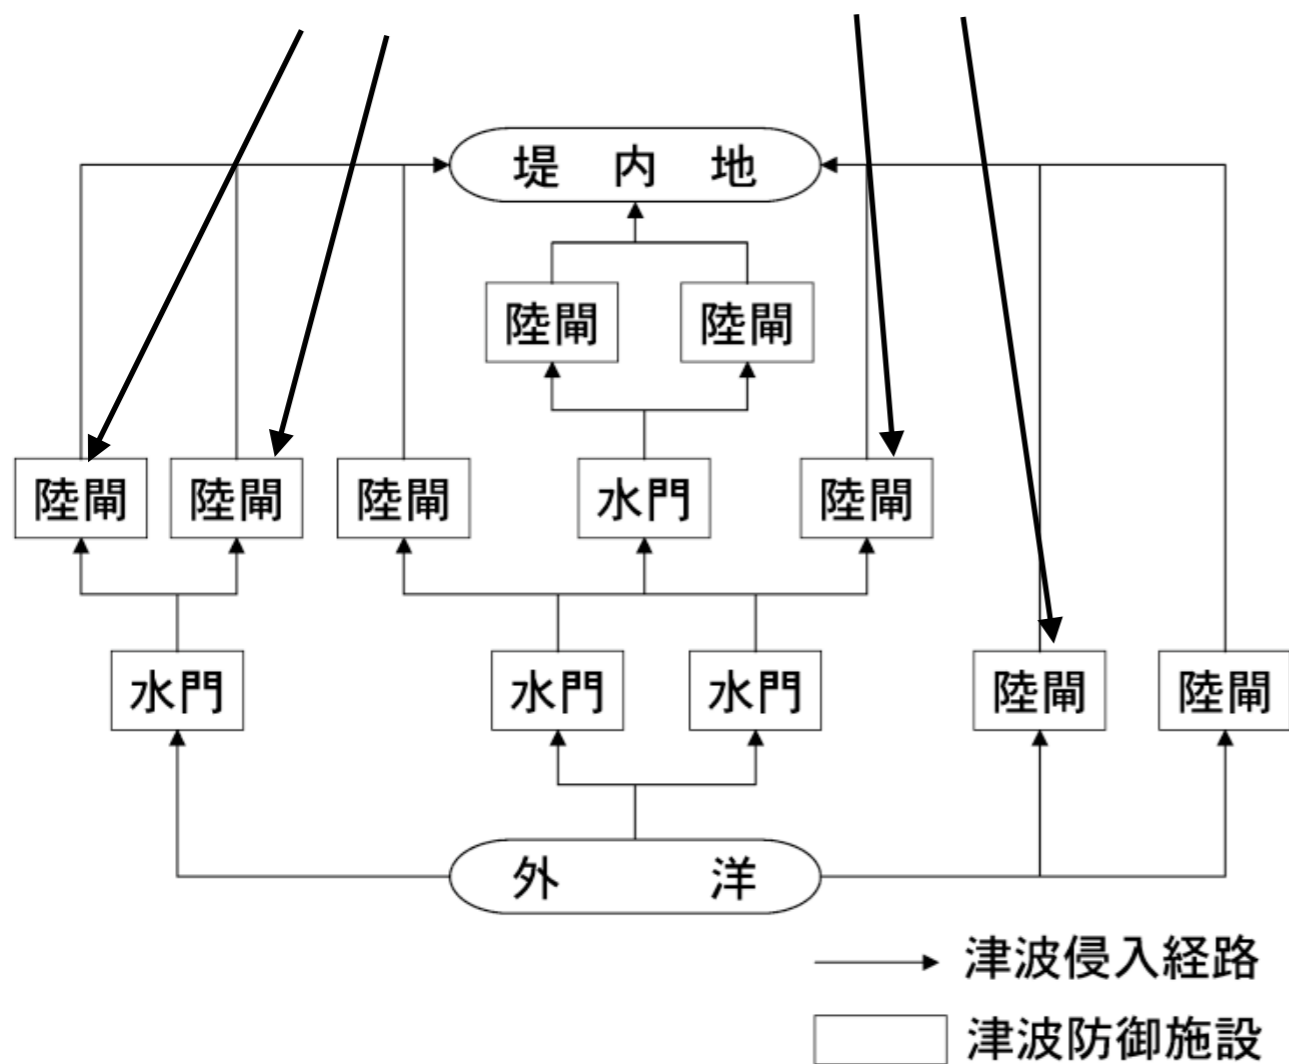 堤内地
陸閘 陸閘
陸閘 陸閘 陸閘 水門 陸閘
水門 水門 水門 陸閘 陸閘
外洋
津波侵入経路
津波防御施設